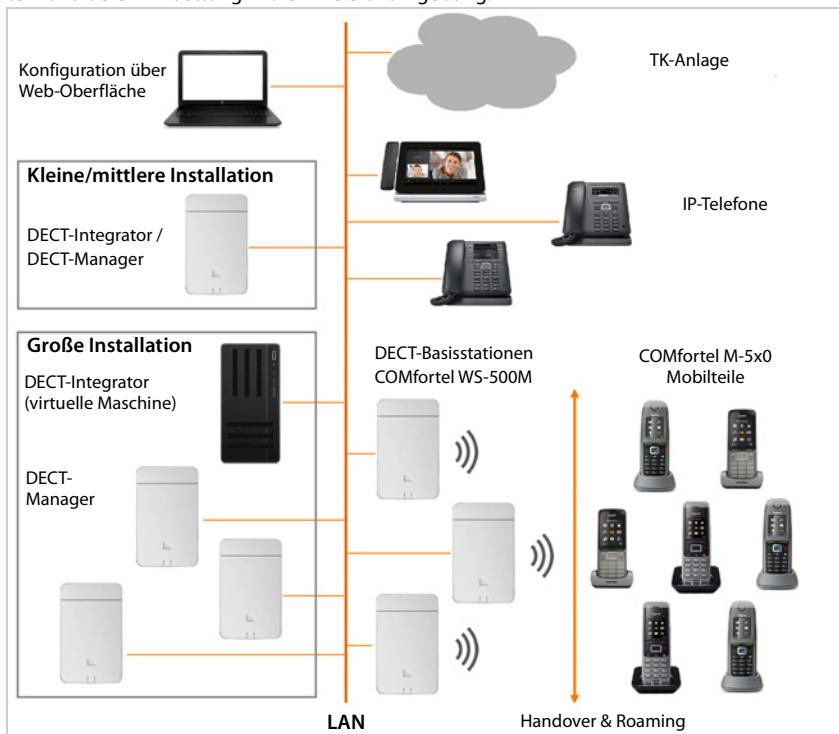 Konfiguration über
Web-Oberfläche
TK-Anlage
Kleine/mittlere Installation
DECT-Integrator /
DECT-Manager
IP-Telefone
Große Installation
DECT-Integrator
(virtuelle Maschine)
DECT-
Manager
DECT-Basisstationen
COMfortel WS-500M
COMfortel M-5x0
Mobilteile
LAN
Handover & Roaming